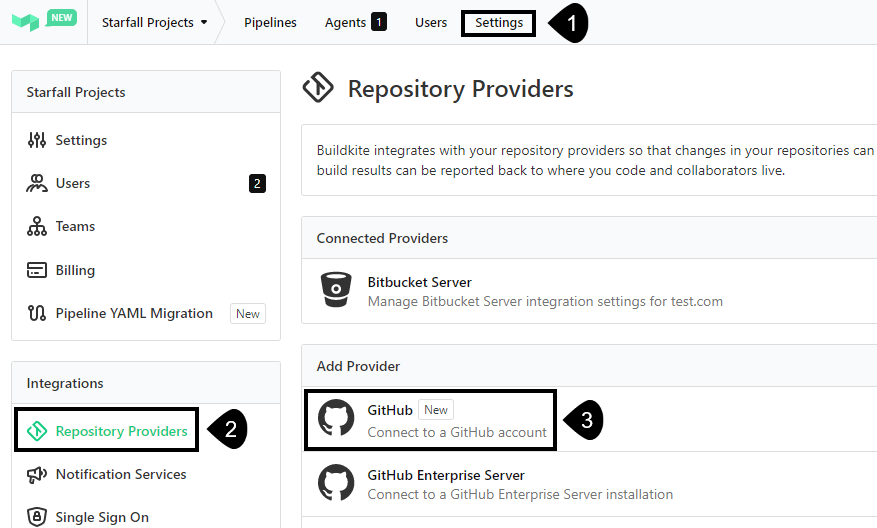 NEW
Starfall Projects
Pipelines
Agents 1
Users
Settings
1
Starfall Projects
Settings
Users 2
Teams
Billing
Pipeline YAML Migration New
Integrations
Repository Providers
2
Notification Services
Single Sign On
Repository Providers
Buildkite integrates with your repository providers so that changes in your repositories can
build results can be reported back to where you code and collaborators live.
Connected Providers
Bitbucket Server
Manage Bitbucket Server integration settings for test.com
Add Provider
GitHub New
Connect to a GitHub account
3
GitHub Enterprise Server
Connect to a GitHub Enterprise Server installation